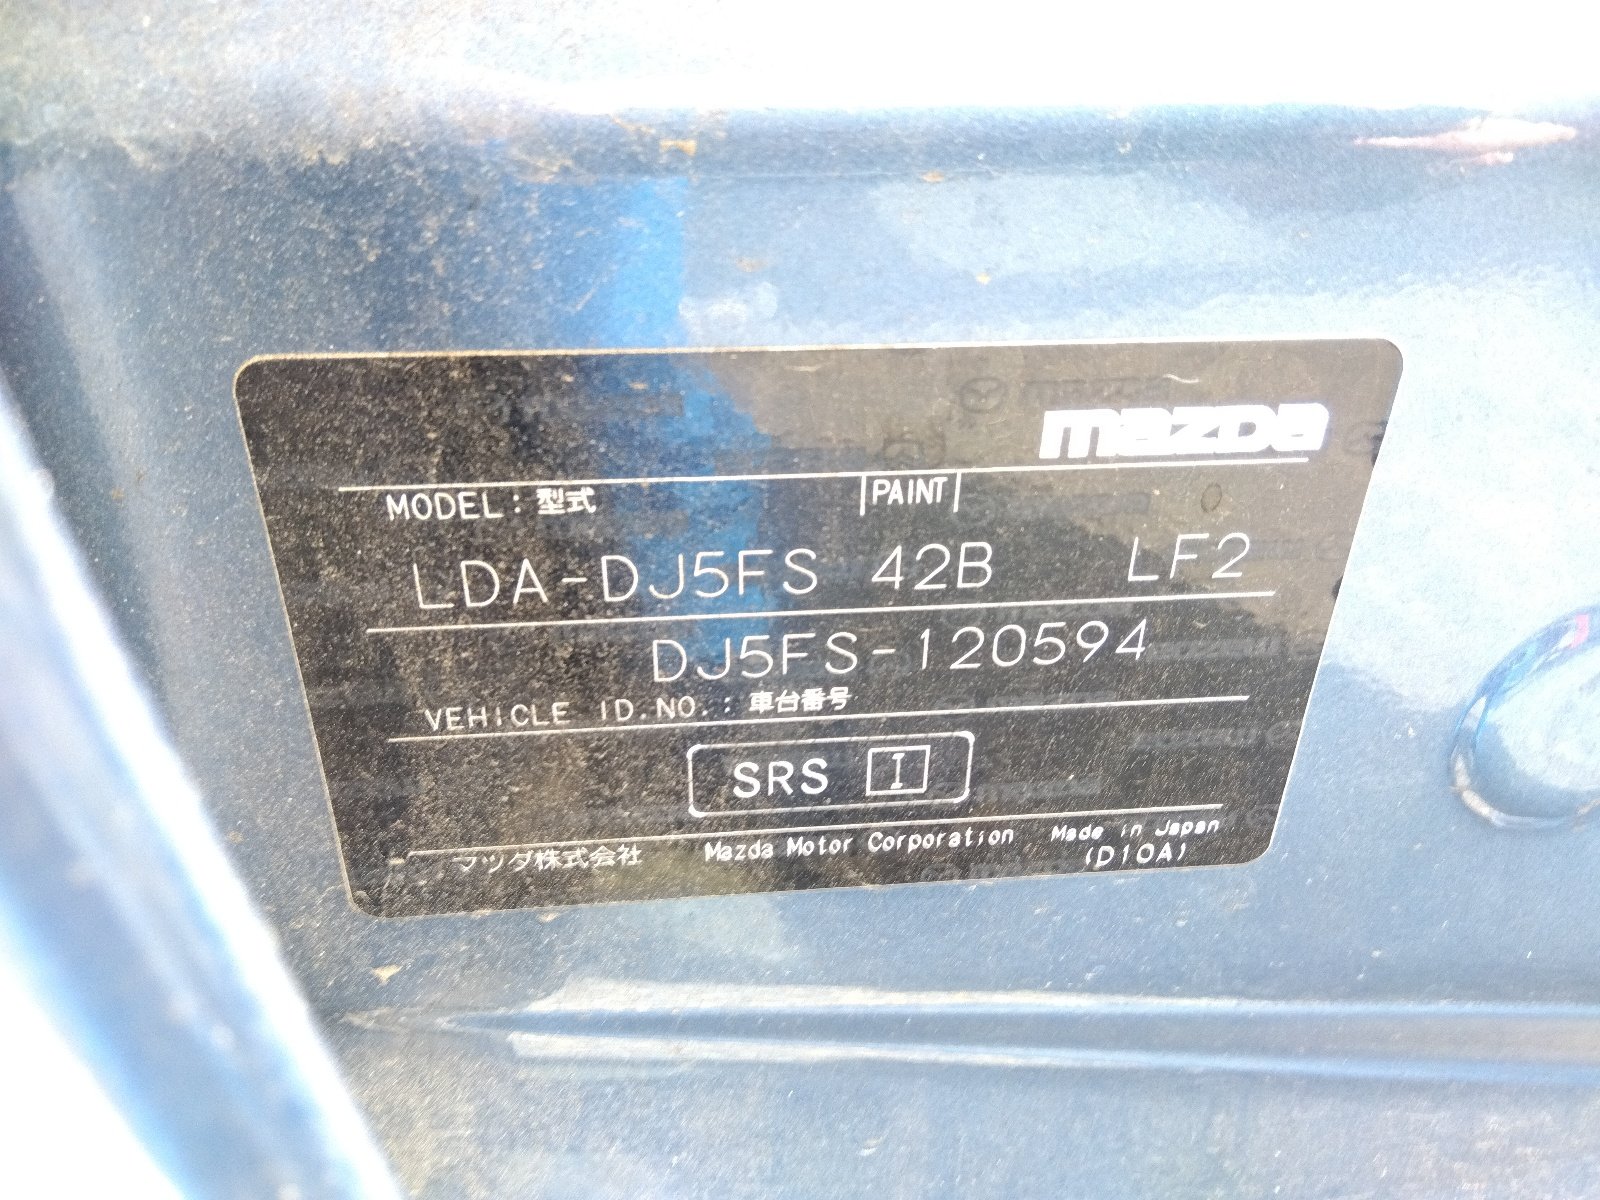 mazda
MODEL : 型式 PAINT
LDA-DJ5FS 42B LF2
DJ5FS-120594
VEHICLE ID.NO. : 車台番号
SRS I
マツダ株式会社 Mazda Motor Corporation Made in Japan
(D10A)